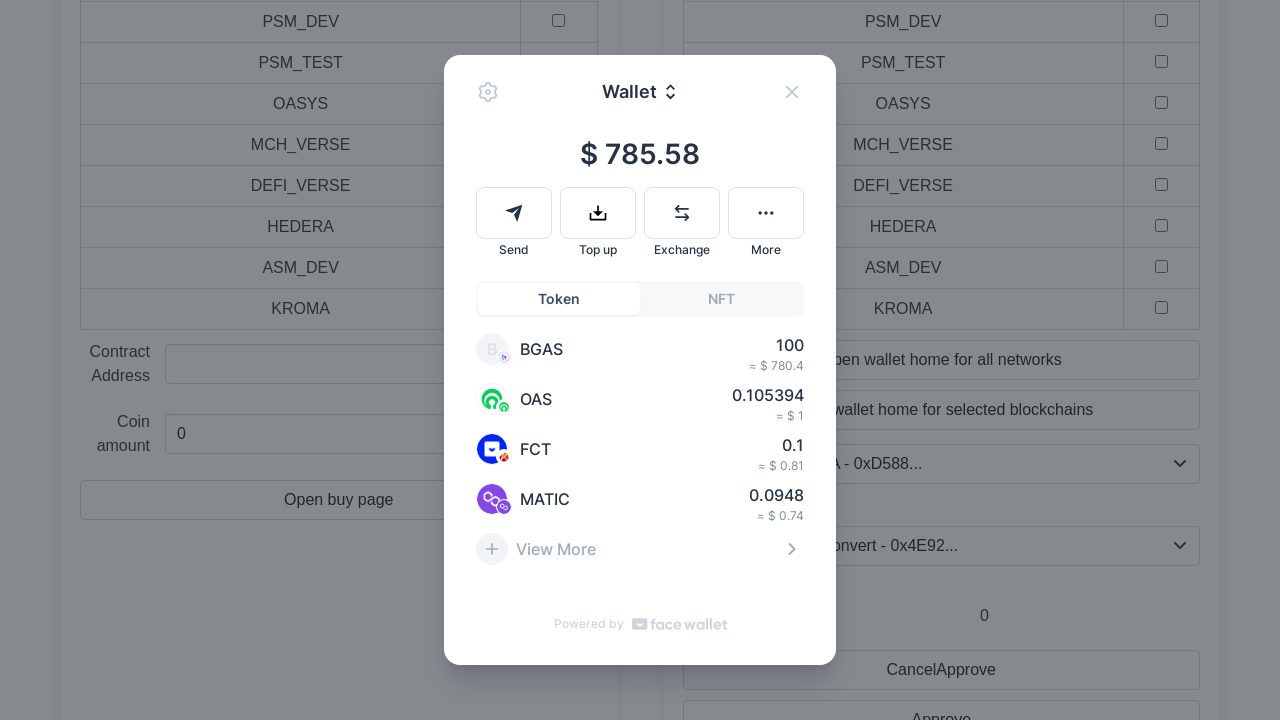 PSM_DEV
PSM_TEST
OASYS
MCH_VERSE
DEFI_VERSE
HEDERA
ASM_DEV
KROMA
Contract
Address
Coin
amount
0
Open buy page
Wallet
$ 785.58
Send
Top up
Exchange
More
Token
NFT
B
BGAS
100
≈ $ 780.4
OAS
0.105394
≈ $ 1
FCT
0.1
≈ $ 0.81
MATIC
0.0948
≈ $ 0.74
View More
Powered by face wallet
PSM_DEV
PSM_TEST
OASYS
MCH_VERSE
DEFI_VERSE
HEDERA
ASM_DEV
KROMA
pen wallet home for all networks
wallet home for selected blockchains
A - 0xD588...
onvert - 0x4E92...
0
CancelApprove
Approve